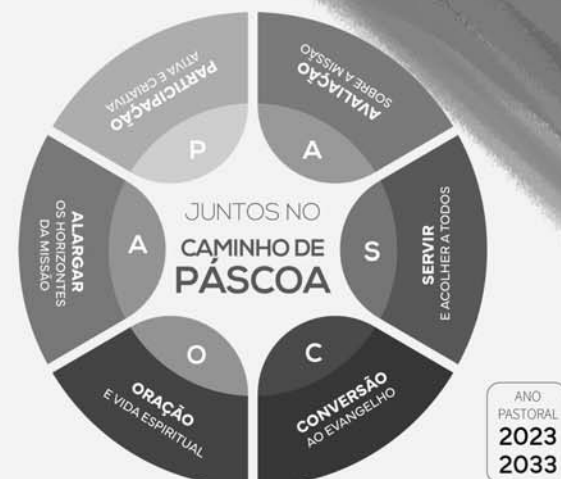 PARTICIPAÇÃO
ATIVA E CRIATIVA
P
AVALIAÇÃO
SOBRE A MISSÃO
A
SERVIR
E ACOLHER A TODOS
S
CONVERSÃO
AO EVANGELHO
C
ORAÇÃO
E VIDA ESPIRITUAL
O
ALARGAR
OS HORIZONTES
DA MISSÃO
A
JUNTOS NO
CAMINHO DE
PÁSCOA
ANO
PASTORAL
2023
2033